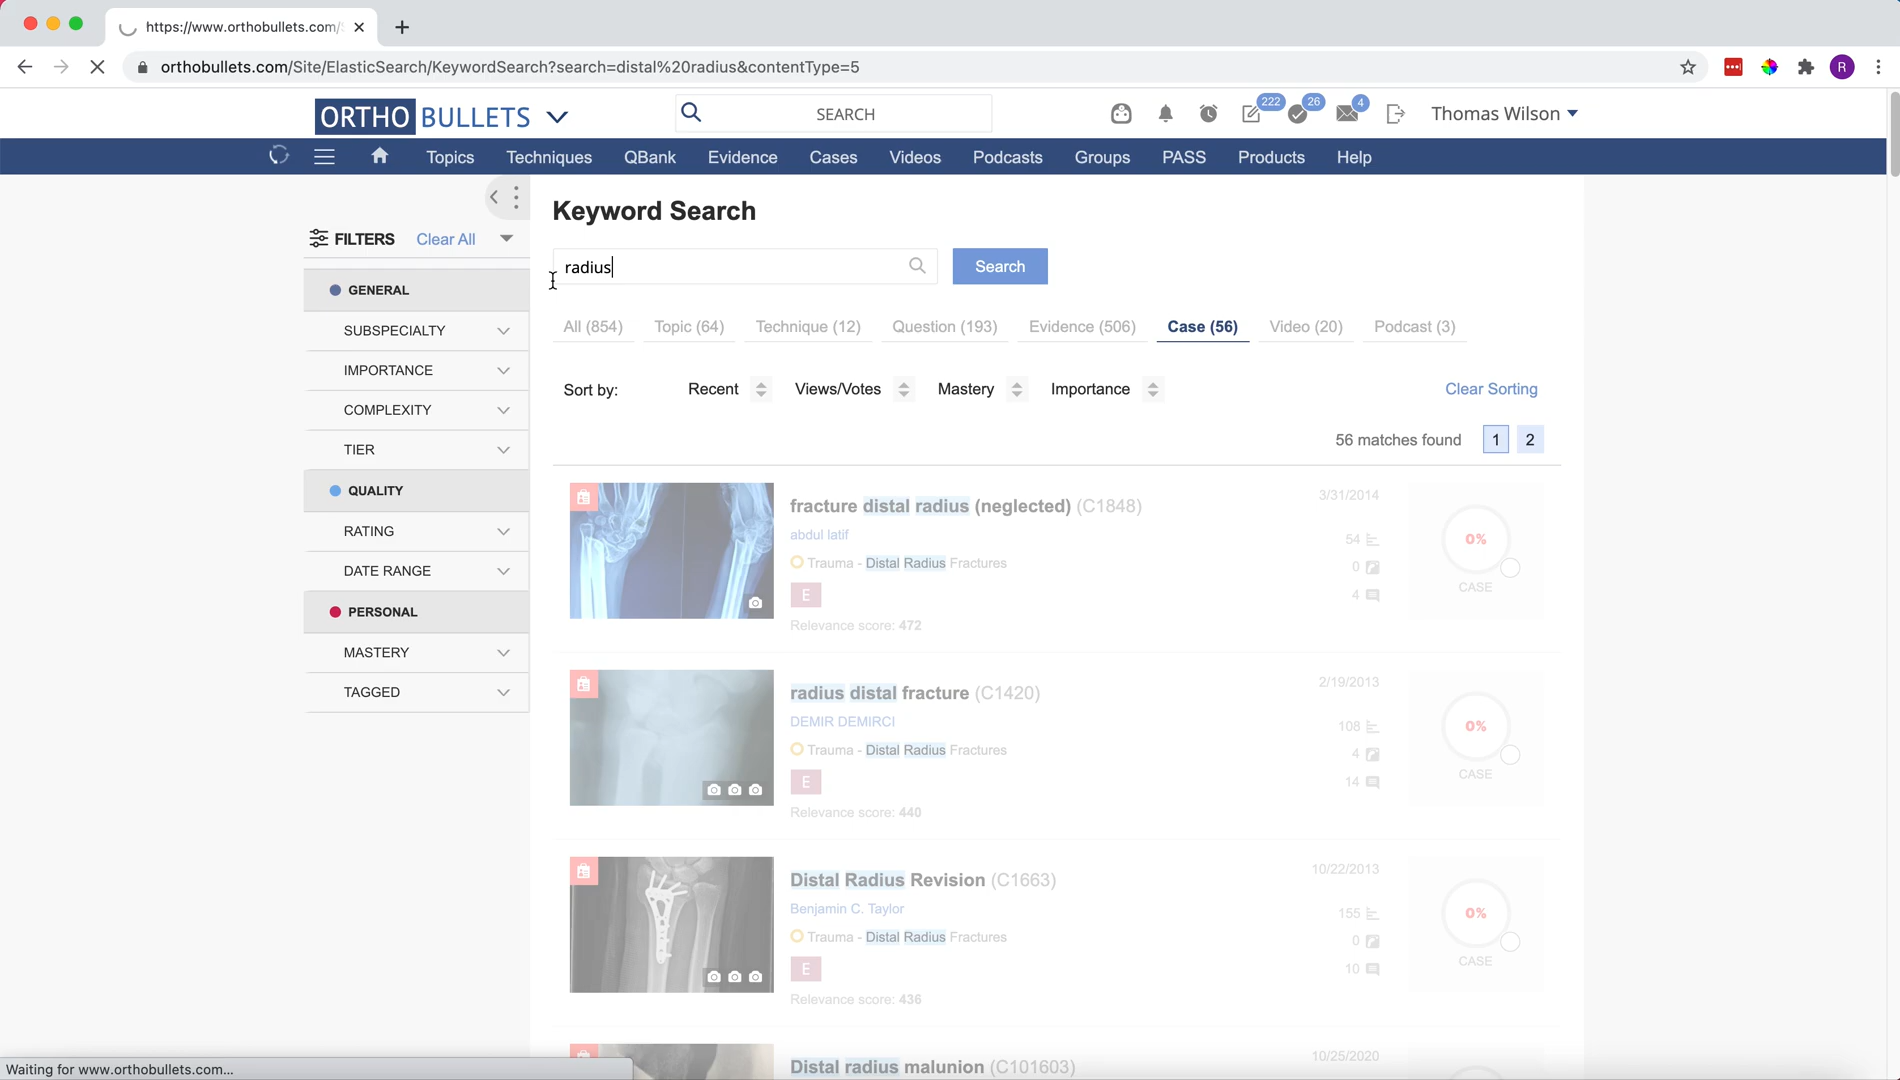 https://www.orthobullets.com/
orthobullets.com/Site/ElasticSearch/KeywordSearch?search=distal%20radius&contentType=5
R
ORTHO BULLETS
SEARCH
222
26
4
Thomas Wilson
Topics
Techniques
QBank
Evidence
Cases
Videos
Podcasts
Groups
PASS
Products
Help
FILTERS
Clear All
GENERAL
SUBSPECIALTY
IMPORTANCE
COMPLEXITY
TIER
QUALITY
RATING
DATE RANGE
PERSONAL
MASTERY
TAGGED
Keyword Search
radius
Search
All (854)
Topic (64)
Technique (12)
Question (193)
Evidence (506)
Case (56)
Video (20)
Podcast (3)
Sort by:
Recent
Views/Votes
Mastery
Importance
Clear Sorting
56 matches found
1
2
fracture distal radius (neglected) (C1848)
abdul latif
Trauma - Distal Radius Fractures
E
Relevance score: 472
3/31/2014
54
0
4
0%
CASE
radius distal fracture (C1420)
DEMIR DEMIRCI
Trauma - Distal Radius Fractures
E
Relevance score: 440
2/19/2013
108
4
14
0%
CASE
Distal Radius Revision (C1663)
Benjamin C. Taylor
Trauma - Distal Radius Fractures
E
Relevance score: 436
10/22/2013
155
0
10
0%
CASE
Distal radius malunion (C101603)
10/25/2020
Waiting for www.orthobullets.com...